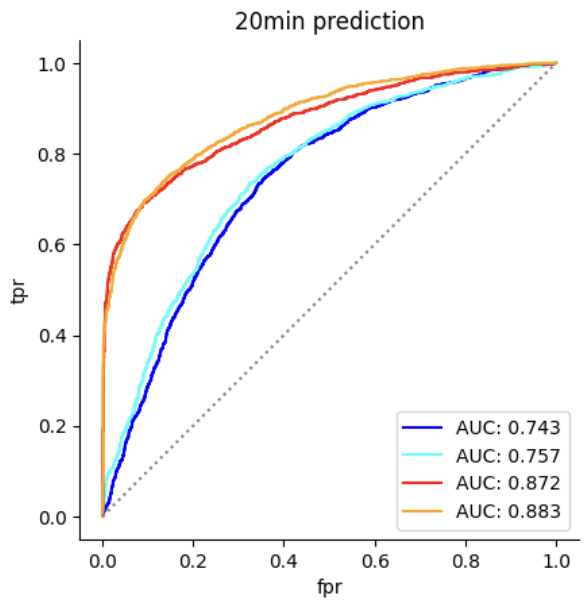 20min prediction
tpr
1.0
0.8
0.6
0.4
0.2
0.0
AUC: 0.743
AUC: 0.757
AUC: 0.872
AUC: 0.883
0.0 0.2 0.4 0.6 0.8 1.0
fpr